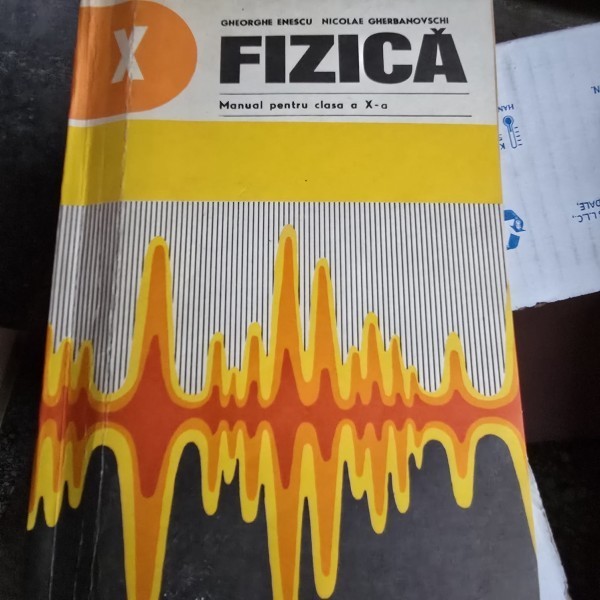 GHEORGHE ENESCU NICOLAE GHERBANOVSCHI
X
FIZICĂ
Manual pentru clasa a X-a